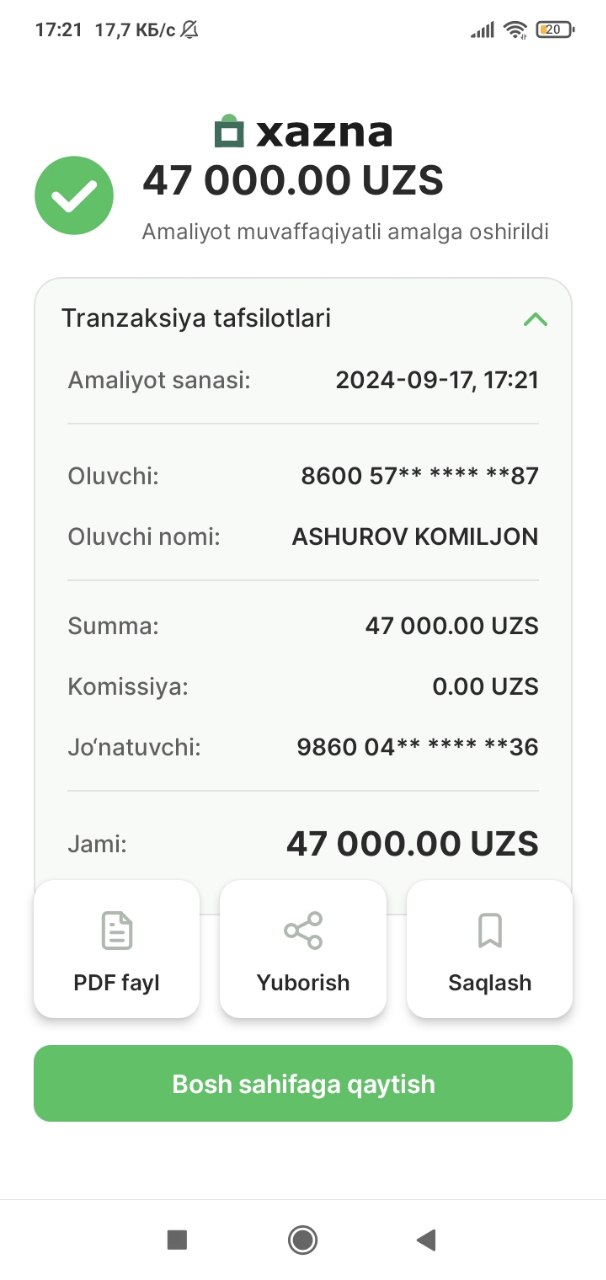 17:21 17,7 КБ/с 20
xazna
47 000.00 UZS
Amaliyot muvaffaqiyatli amalga oshirildi
Tranzaksiya tafsilotlari
Amaliyot sanasi: 2024-09-17, 17:21
Oluvchi: 8600 57** **** **87
Oluvchi nomi: ASHUROV KOMILJON
Summa: 47 000.00 UZS
Komissiya: 0.00 UZS
Jo‘natuvchi: 9860 04** **** **36
Jami: 47 000.00 UZS
PDF fayl Yuborish Saqlash
Bosh sahifaga qaytish